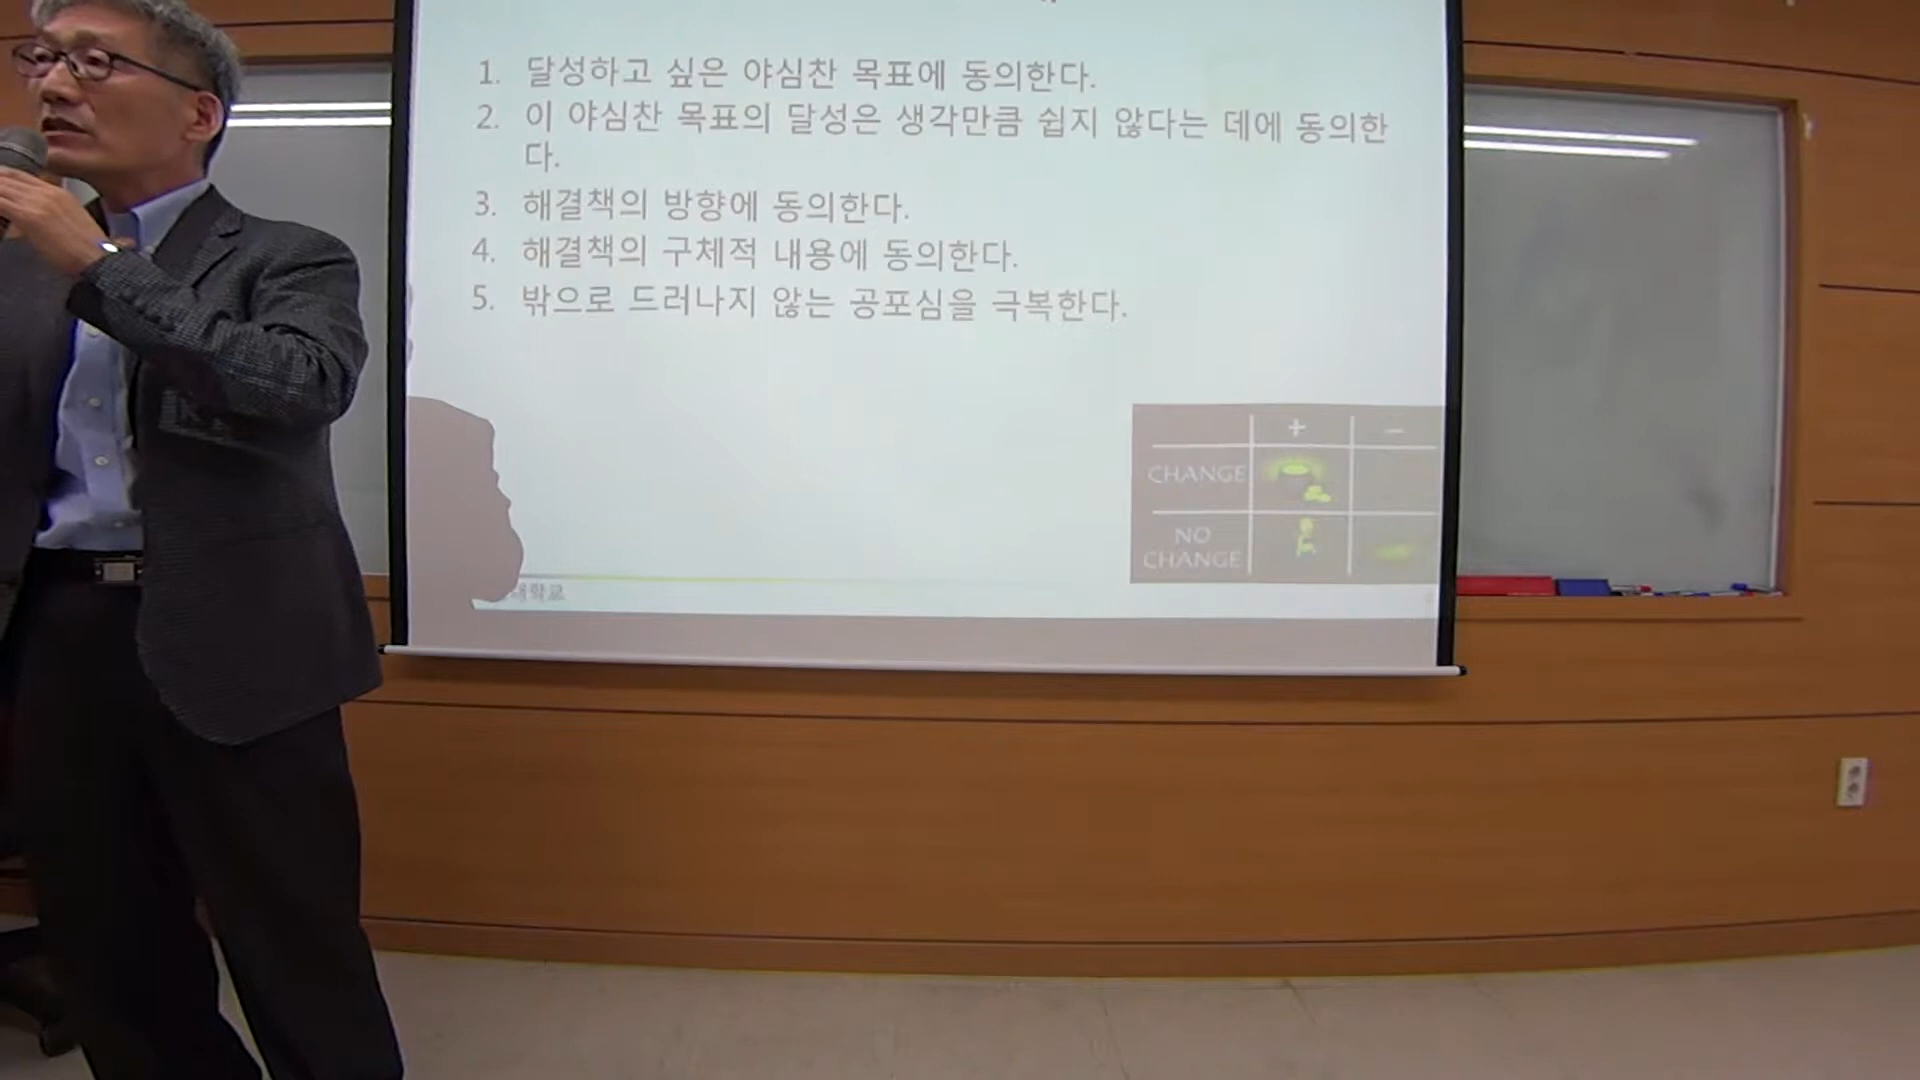 1. 달성하고 싶은 야심찬 목표에 동의한다.
2. 이 야심찬 목표의 달성은 생각만큼 쉽지 않다는 데에 동의한
다.
3. 해결책의 방향에 동의한다.
4. 해결책의 구체적 내용에 동의한다.
5. 밖으로 드러나지 않는 공포심을 극복한다.
+ −
CHANGE
NO
CHANGE
대학교